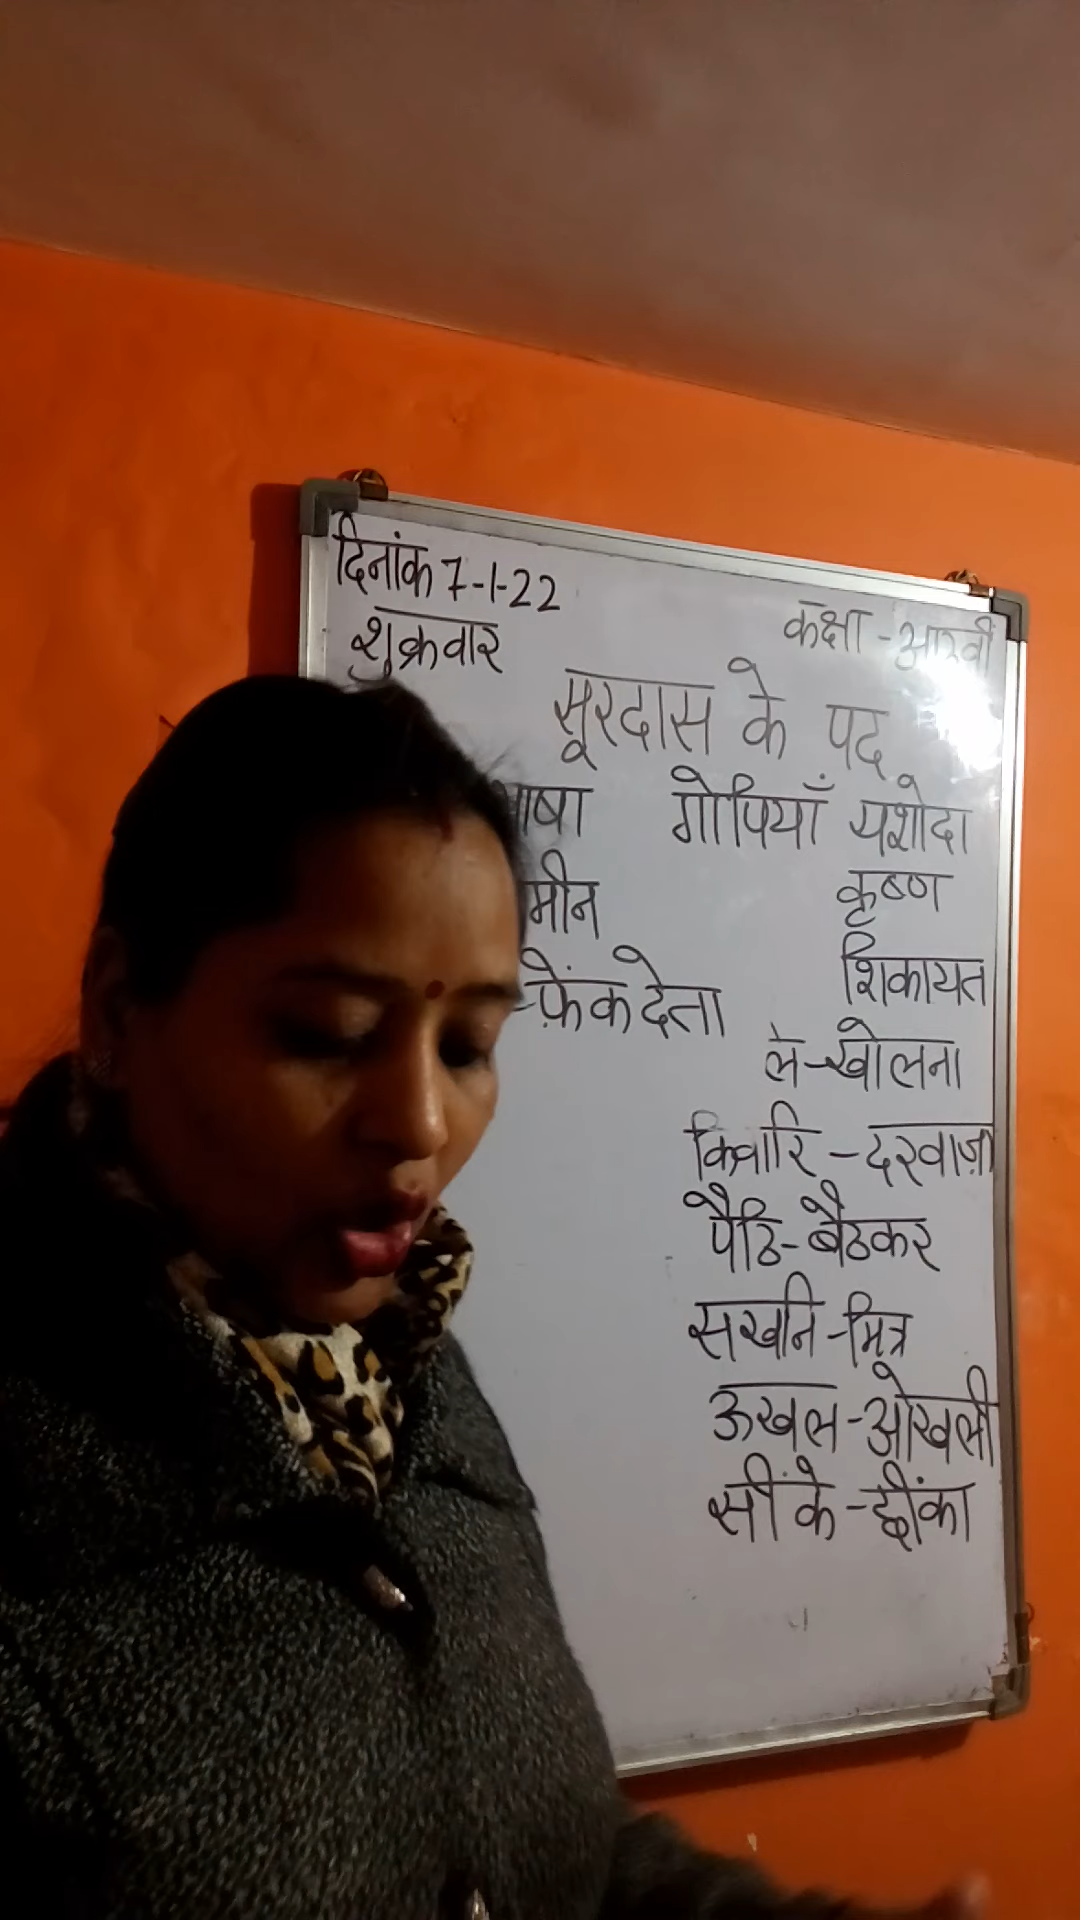 दिनांक 7-1-22
कक्षा - आठवीं
शुक्रवार
सूरदास के पद
गोपियाँ यशोदा
कृष्ण
-फ़ेंक देता
शिकायत
खोलना
किवारि - दरवाज़ा
पैठि - बैठकर
सखनि - मित्र
ऊखल - ओखली
सींके - छींका